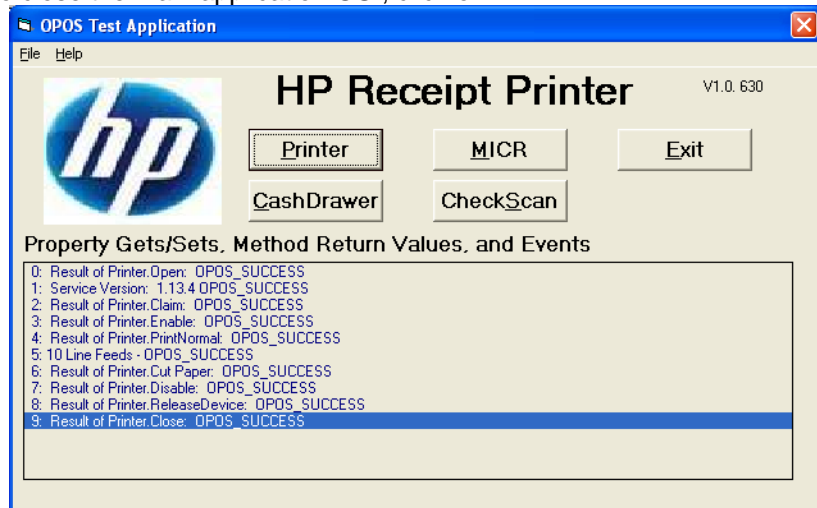 OPOS Test Application
File Help
hp
HP Receipt Printer V1.0. 630
Printer MICR Exit
CashDrawer CheckScan
Property Gets/Sets, Method Return Values, and Events
0: Result of Printer.Open: OPOS_SUCCESS
1: Service Version: 1.13.4 OPOS_SUCCESS
2: Result of Printer.Claim: OPOS_SUCCESS
3: Result of Printer.Enable: OPOS_SUCCESS
4: Result of Printer.PrintNormal: OPOS_SUCCESS
5: 10 Line Feeds - OPOS_SUCCESS
6: Result of Printer.Cut Paper: OPOS_SUCCESS
7: Result of Printer.Disable: OPOS_SUCCESS
8: Result of Printer.ReleaseDevice: OPOS_SUCCESS
9: Result of Printer.Close: OPOS_SUCCESS